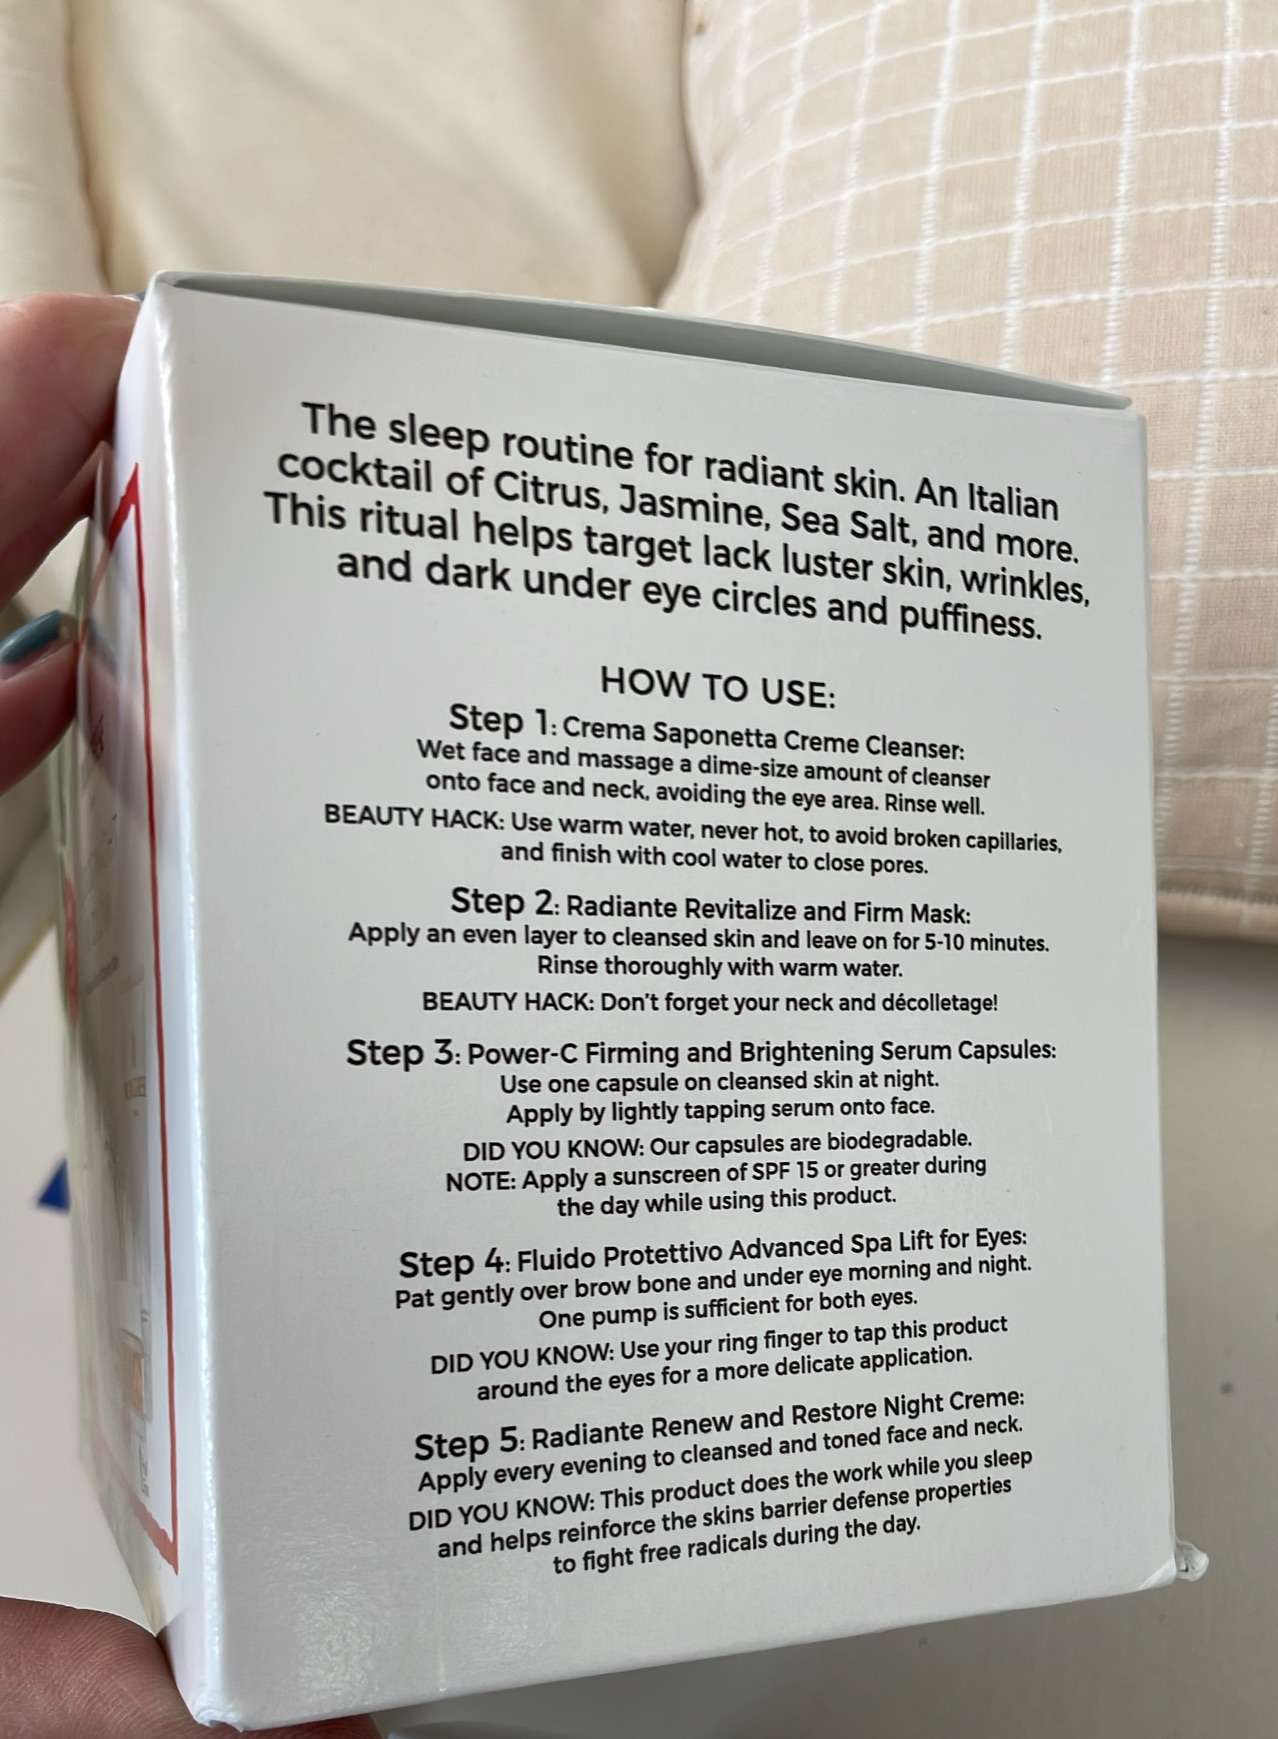 The sleep routine for radiant skin. An Italian
cocktail of Citrus, Jasmine, Sea Salt, and more.
This ritual helps target lack luster skin, wrinkles,
and dark under eye circles and puffiness.
HOW TO USE:
Step 1: Crema Saponetta Creme Cleanser:
Wet face and massage a dime-size amount of cleanser
onto face and neck, avoiding the eye area. Rinse well.
BEAUTY HACK: Use warm water, never hot, to avoid broken capillaries,
and finish with cool water to close pores.
Step 2: Radiante Revitalize and Firm Mask:
Apply an even layer to cleansed skin and leave on for 5-10 minutes.
Rinse thoroughly with warm water.
BEAUTY HACK: Don't forget your neck and décolletage!
Step 3: Power-C Firming and Brightening Serum Capsules:
Use one capsule on cleansed skin at night.
Apply by lightly tapping serum onto face.
DID YOU KNOW: Our capsules are biodegradable.
NOTE: Apply a sunscreen of SPF 15 or greater during
the day while using this product.
Step 4: Fluido Protettivo Advanced Spa Lift for Eyes:
Pat gently over brow bone and under eye morning and night.
One pump is sufficient for both eyes.
DID YOU KNOW: Use your ring finger to tap this product
around the eyes for a more delicate application.
Step 5: Radiante Renew and Restore Night Creme:
Apply every evening to cleansed and toned face and neck.
DID YOU KNOW: This product does the work while you sleep
and helps reinforce the skins barrier defense properties
to fight free radicals during the day.